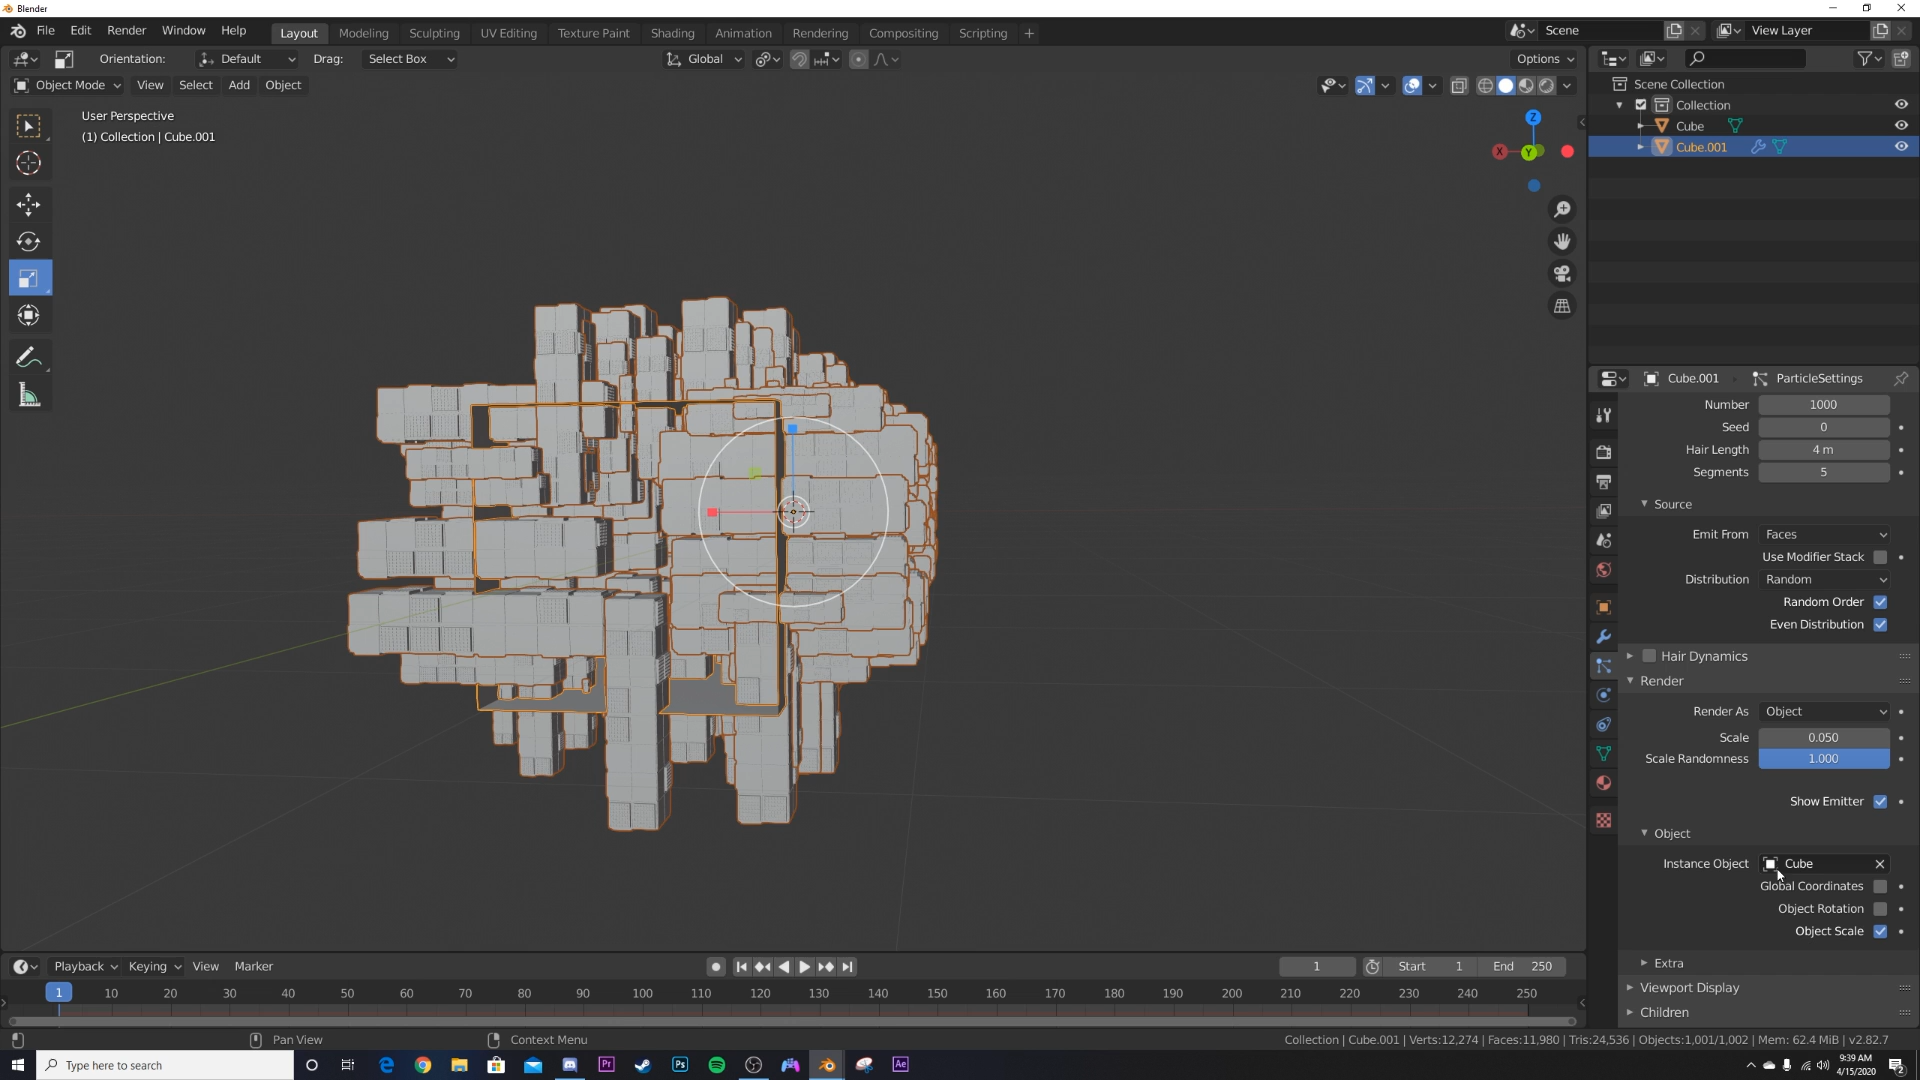 Blender
File Edit Render Window Help Layout Modeling Sculpting UV Editing Texture Paint Shading Animation Rendering Compositing Scripting + Scene View Layer
Orientation: Default Drag: Select Box Global Options
Object Mode View Select Add Object
User Perspective
(1) Collection | Cube.001
Z
X Y
Scene Collection
Collection
Cube
Cube.001
Cube.001 ParticleSettings
Number 1000
Seed 0
Hair Length 4 m
Segments 5
Source
Emit From Faces
Use Modifier Stack
Distribution Random
Random Order
Even Distribution
Hair Dynamics
Render
Render As Object
Scale 0.050
Scale Randomness 1.000
Show Emitter
Object
Instance Object Cube
Global Coordinates
Object Rotation
Object Scale
Extra
Viewport Display
Children
Playback Keying View Marker 1 Start 1 End 250
1 10 20 30 40 50 60 70 80 90 100 110 120 130 140 150 160 170 180 190 200 210 220 230 240 250
Pan View Context Menu Collection | Cube.001 | Verts:12,274 | Faces:11,980 | Tris:24,536 | Objects:1,001/1,002 | Mem: 62.4 MiB | v2.82.7
Type here to search Pr Ps Ae
9:39 AM
4/15/2020
2